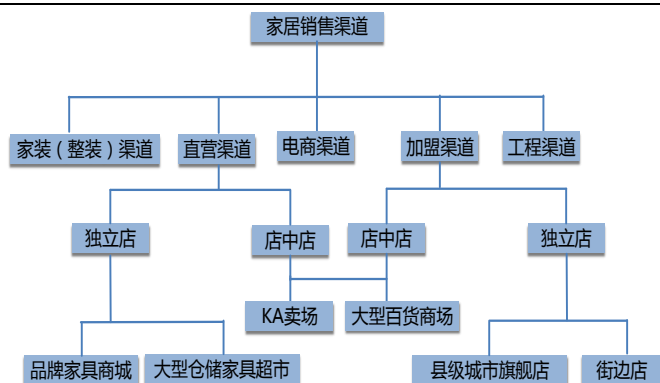 家居销售渠道
家装（整装）渠道
直营渠道
电商渠道
加盟渠道
工程渠道
独立店
店中店
店中店
独立店
KA卖场
大型百货商场
品牌家具商城
大型仓储家具超市
县级城市旗舰店
街边店